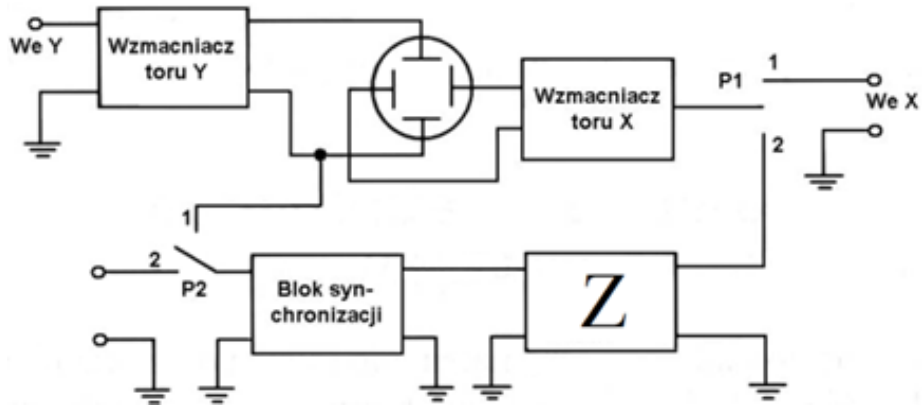 We Y
Wzmacniacz
toru Y
Wzmacniacz
toru X
P1
1
We X
2
1
2
P2
Blok syn-
chronizacji
Z